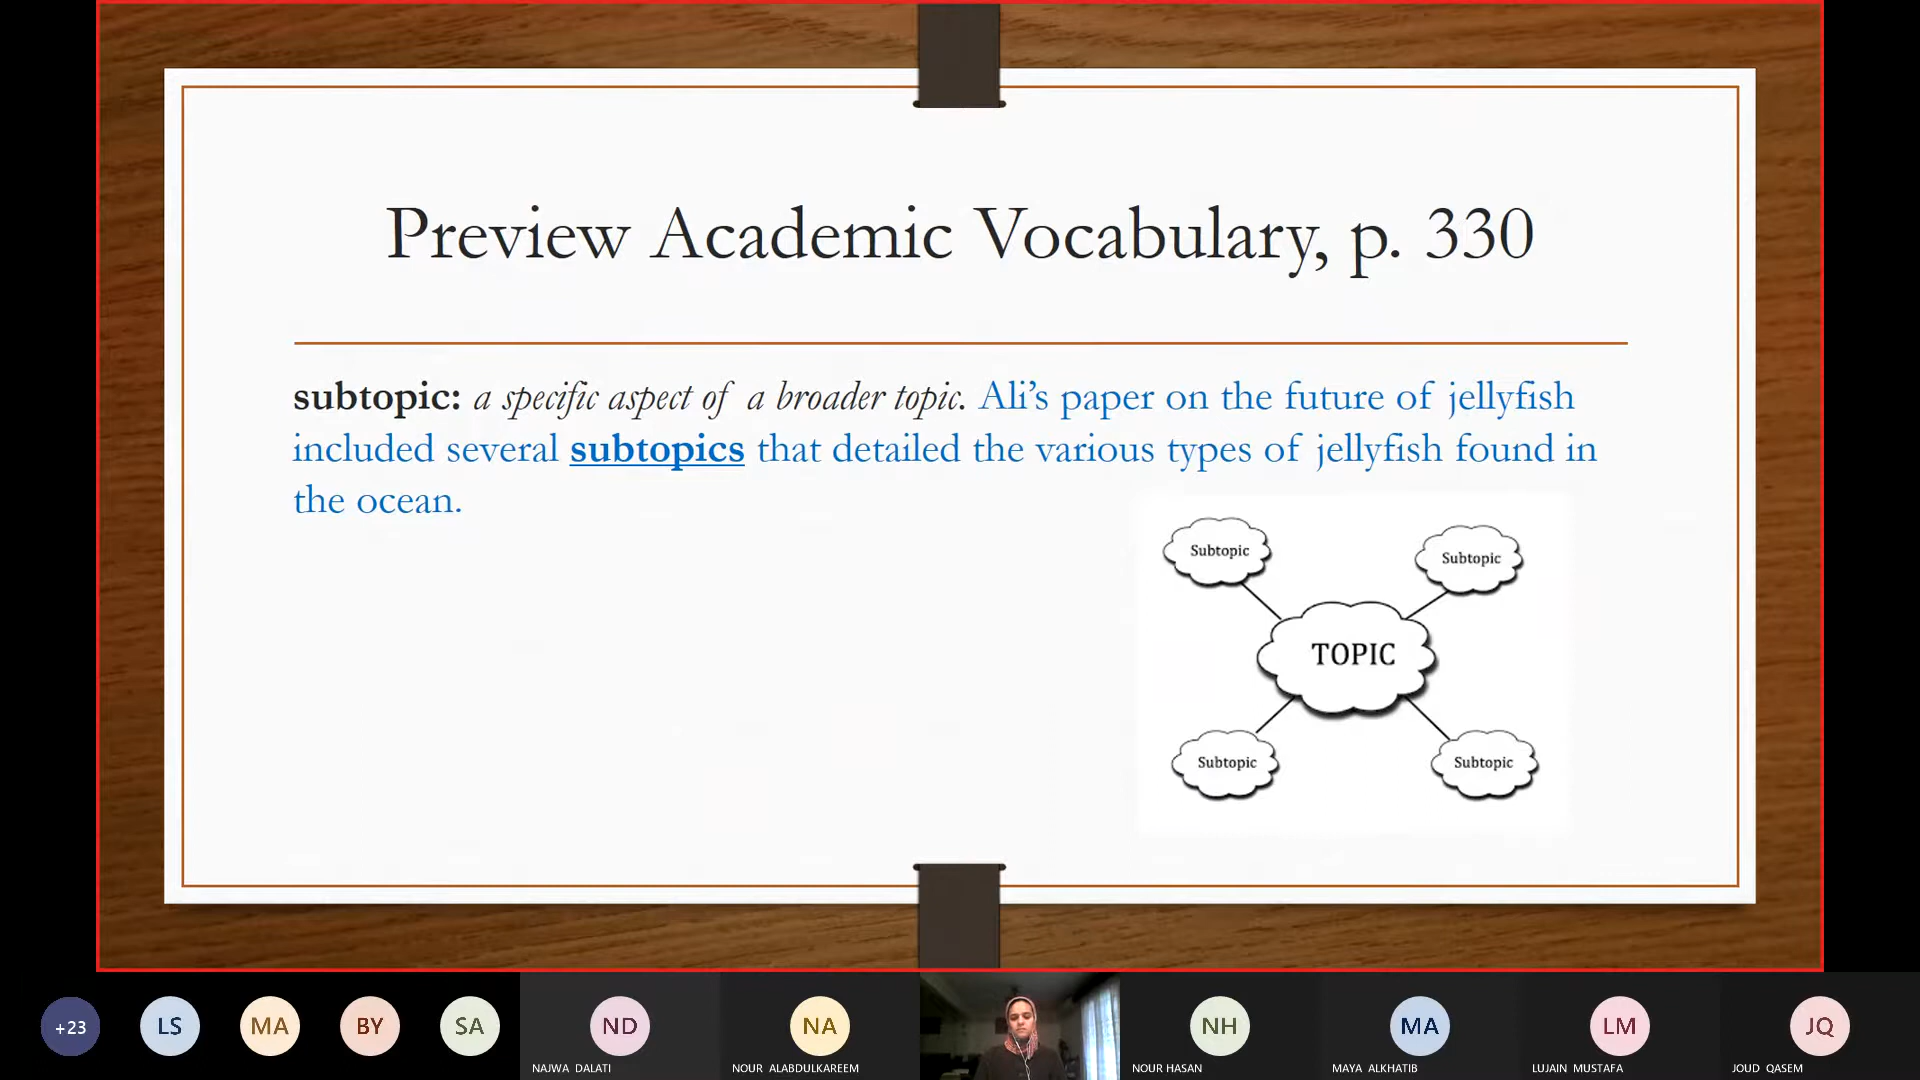 Preview Academic Vocabulary, p. 330
subtopic: a specific aspect of a broader topic. Ali's paper on the future of jellyfish
included several subtopics that detailed the various types of jellyfish found in
the ocean.
Subtopic
Subtopic
TOPIC
Subtopic
Subtopic
+23
LS
MA
BY
SA
ND
NA
NH
MA
LM
JQ
NAJWA DALATI
NOUR ALABDULKAREEM
NOUR HASAN
MAYA ALKHATIB
LUJAIN MUSTAFA
JOUD QASEM